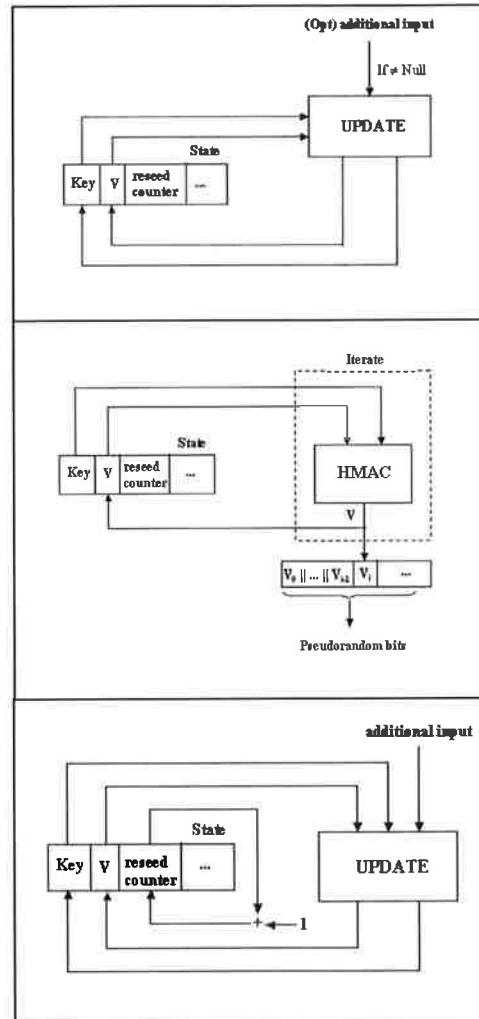 (Opt) additional input
If ≠ Null
UPDATE
State
Key V reseed counter ...
Iterate
State
Key V reseed counter ...
HMAC
V
V₀ || ... || Vᵢ₋₂ Vᵢ ...
Pseudorandom bits
additional input
State
Key V reseed counter ...
UPDATE
+ 1